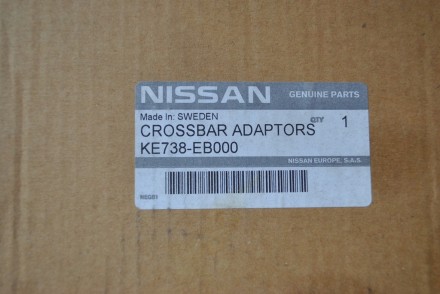 NISSAN GENUINE PARTS
Made in: SWEDEN
CROSSBAR ADAPTORS QTY 1
KE738-EB000
NISSAN EUROPE, S.A.S.